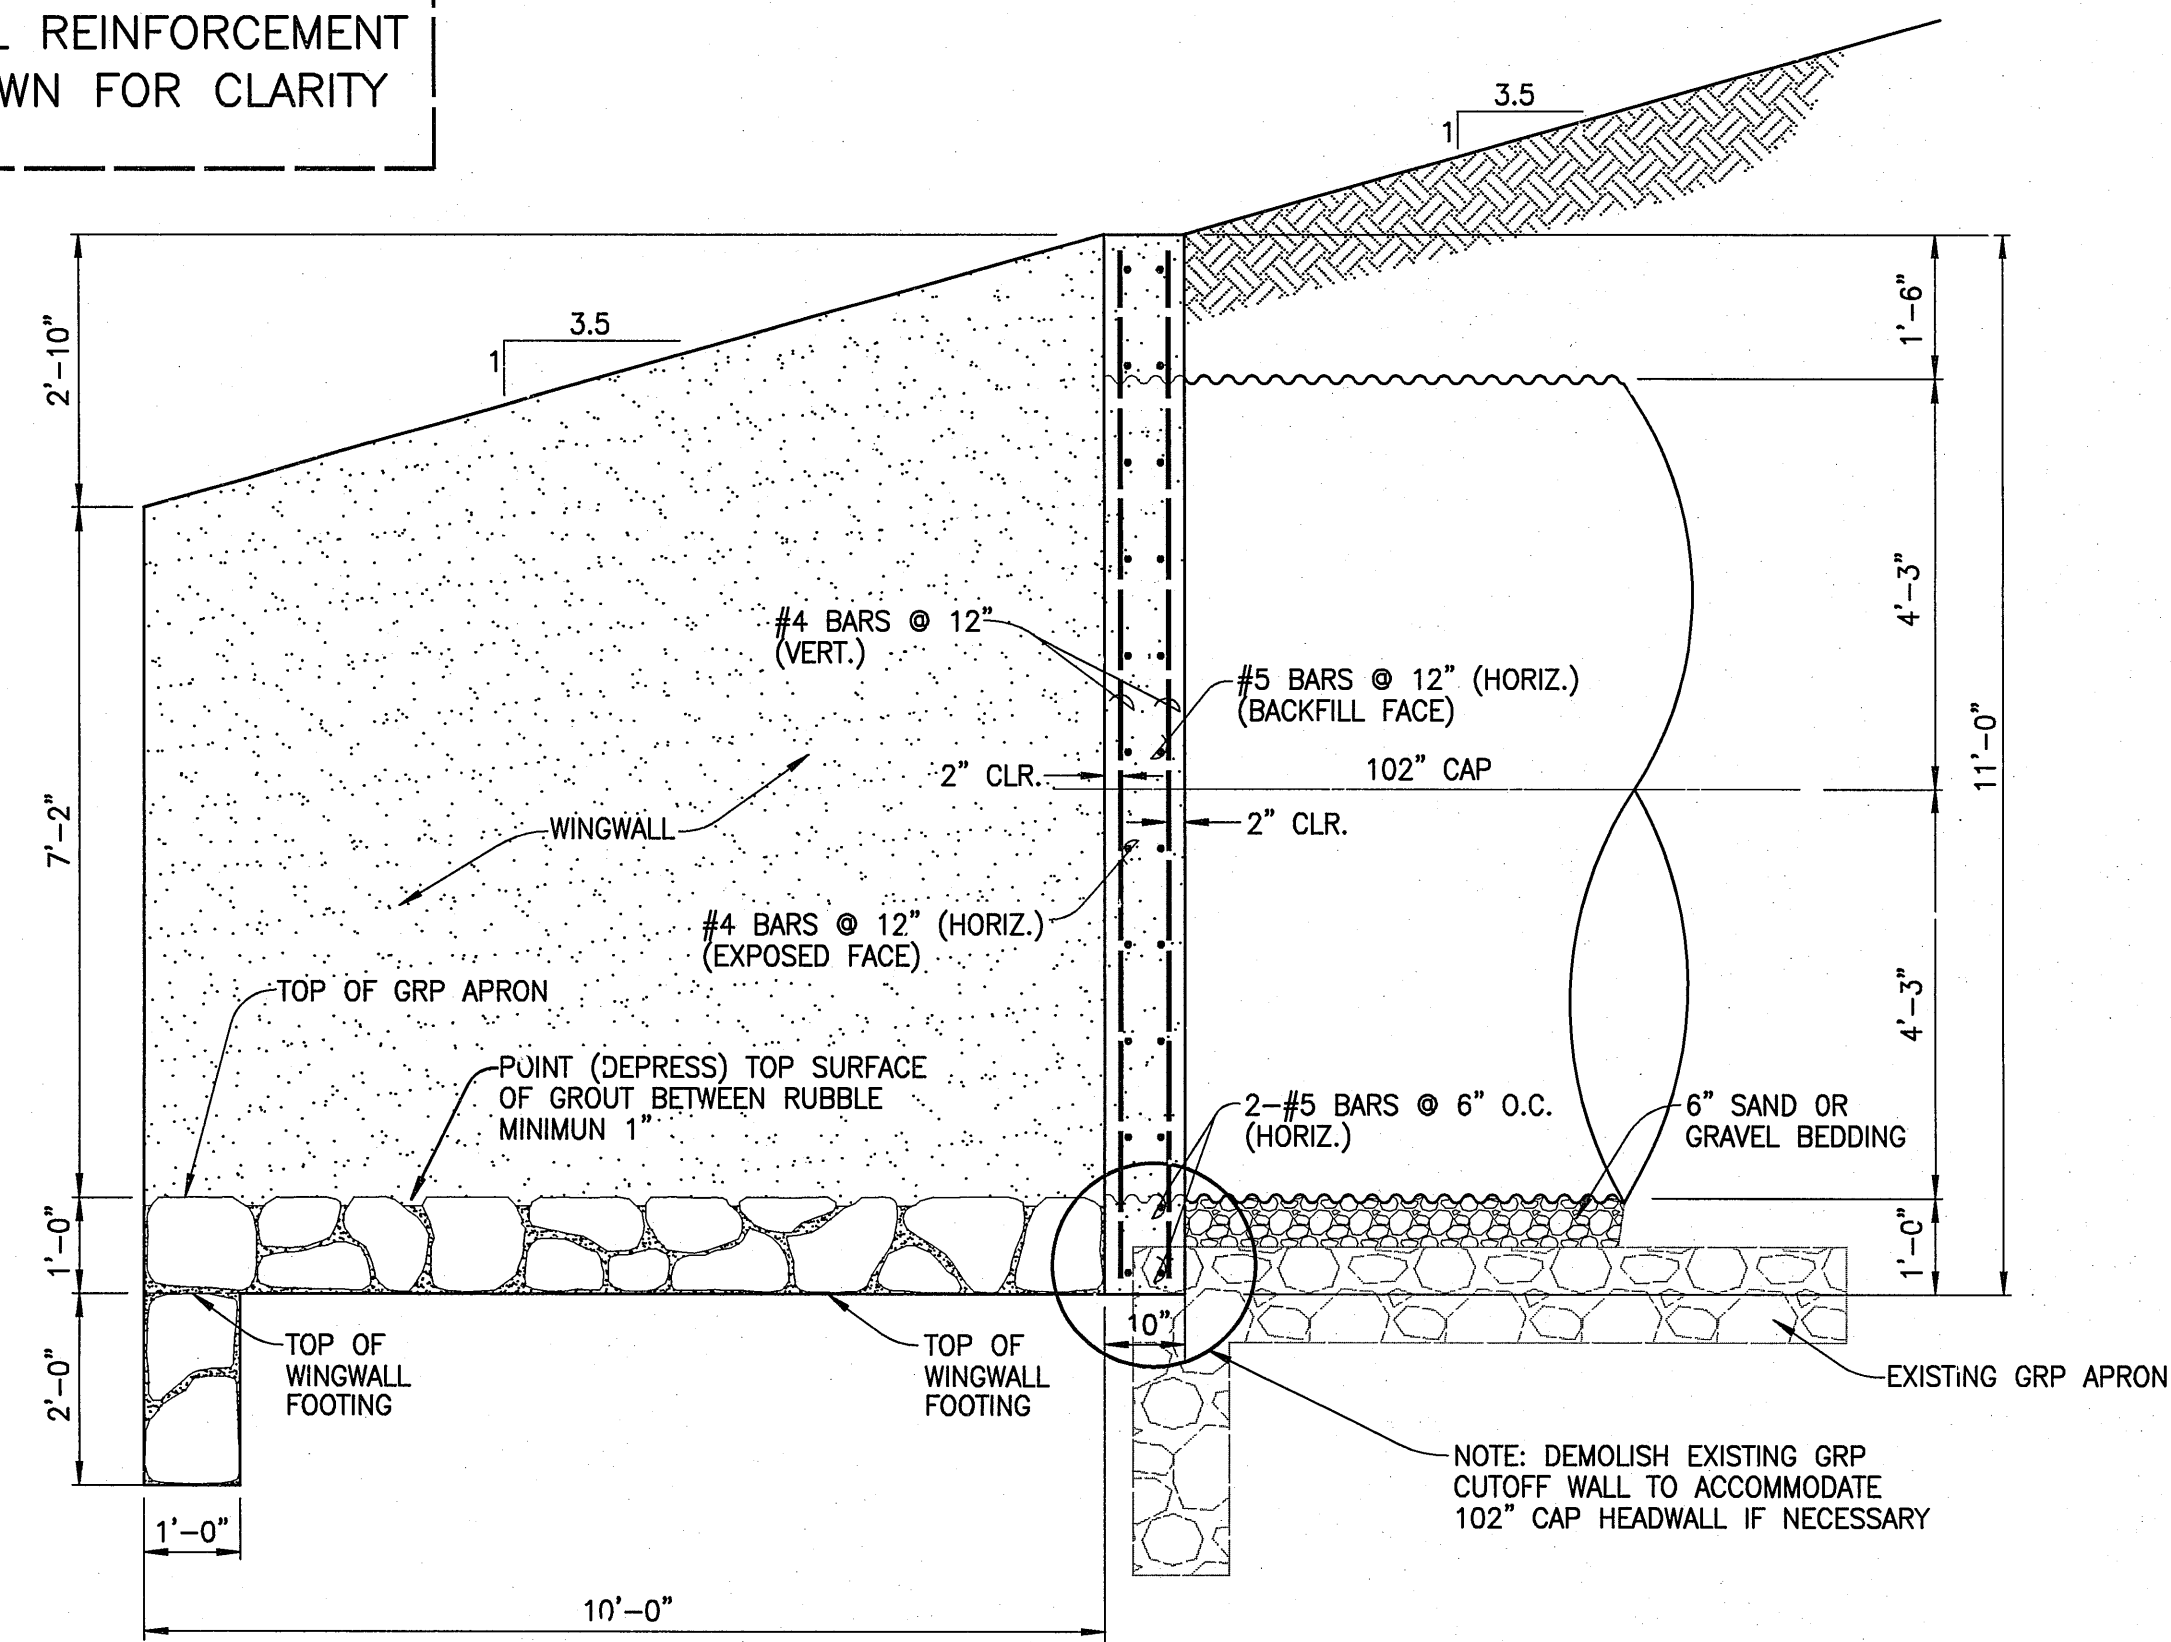 REINFORCEMENT
FOR CLARITY
3.5
1
3.5
1
2'-10"
1'-6"
4'-3"
#4 BARS @ 12"
(VERT.)
#5 BARS @ 12" (HORIZ.)
(BACKFILL FACE)
11'-0"
2" CLR.
102" CAP
7'-2"
WINGWALL
2" CLR.
#4 BARS @ 12" (HORIZ.)
(EXPOSED FACE)
TOP OF GRP APRON
4'-3"
POINT (DEPRESS) TOP SURFACE
OF GROUT BETWEEN RUBBLE
MINIMUN 1"
2-#5 BARS @ 6" O.C.
(HORIZ.)
6" SAND OR
GRAVEL BEDDING
1'-0"
1'-0"
10"
TOP OF
WINGWALL
FOOTING
TOP OF
WINGWALL
FOOTING
2'-0"
EXISTING GRP APRON
NOTE: DEMOLISH EXISTING GRP
CUTOFF WALL TO ACCOMMODATE
102" CAP HEADWALL IF NECESSARY
1'-0"
10'-0"